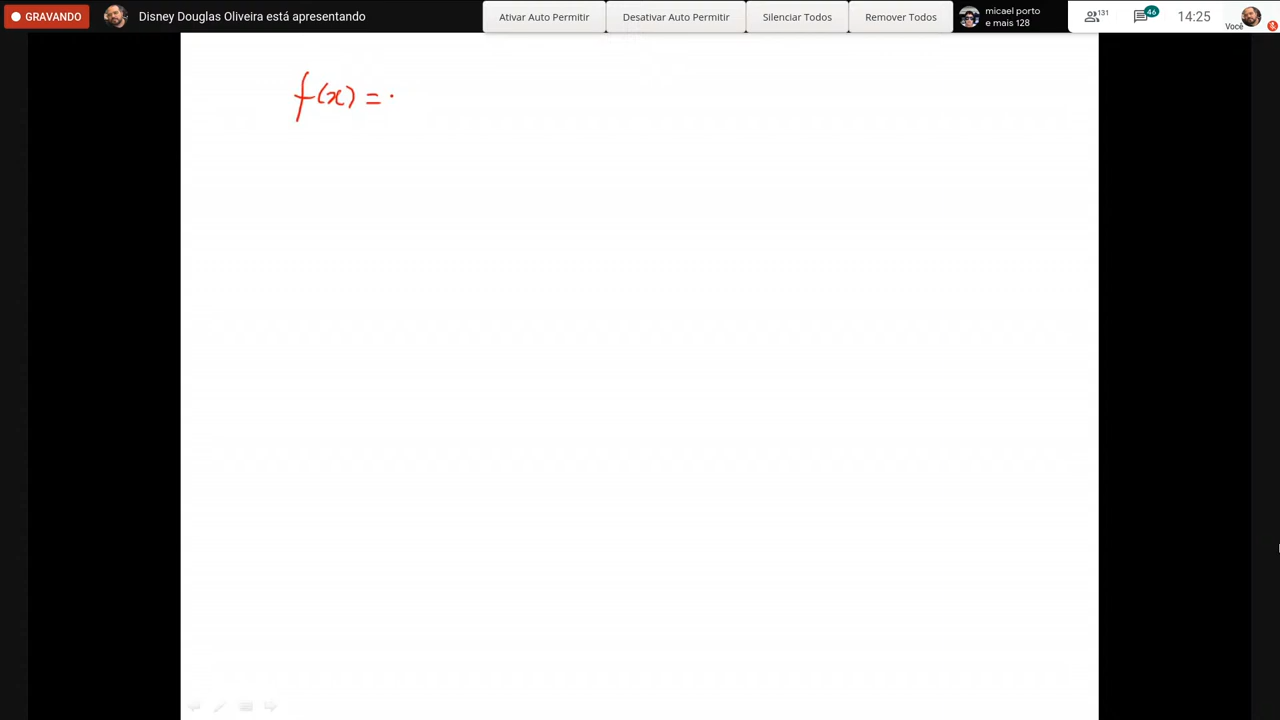 GRAVANDO Disney Douglas Oliveira está apresentando Ativar Auto Permitir Desativar Auto Permitir Silenciar Todos Remover Todos micael porto e mais 128 131 46 14:25 Você
f(x) = ·